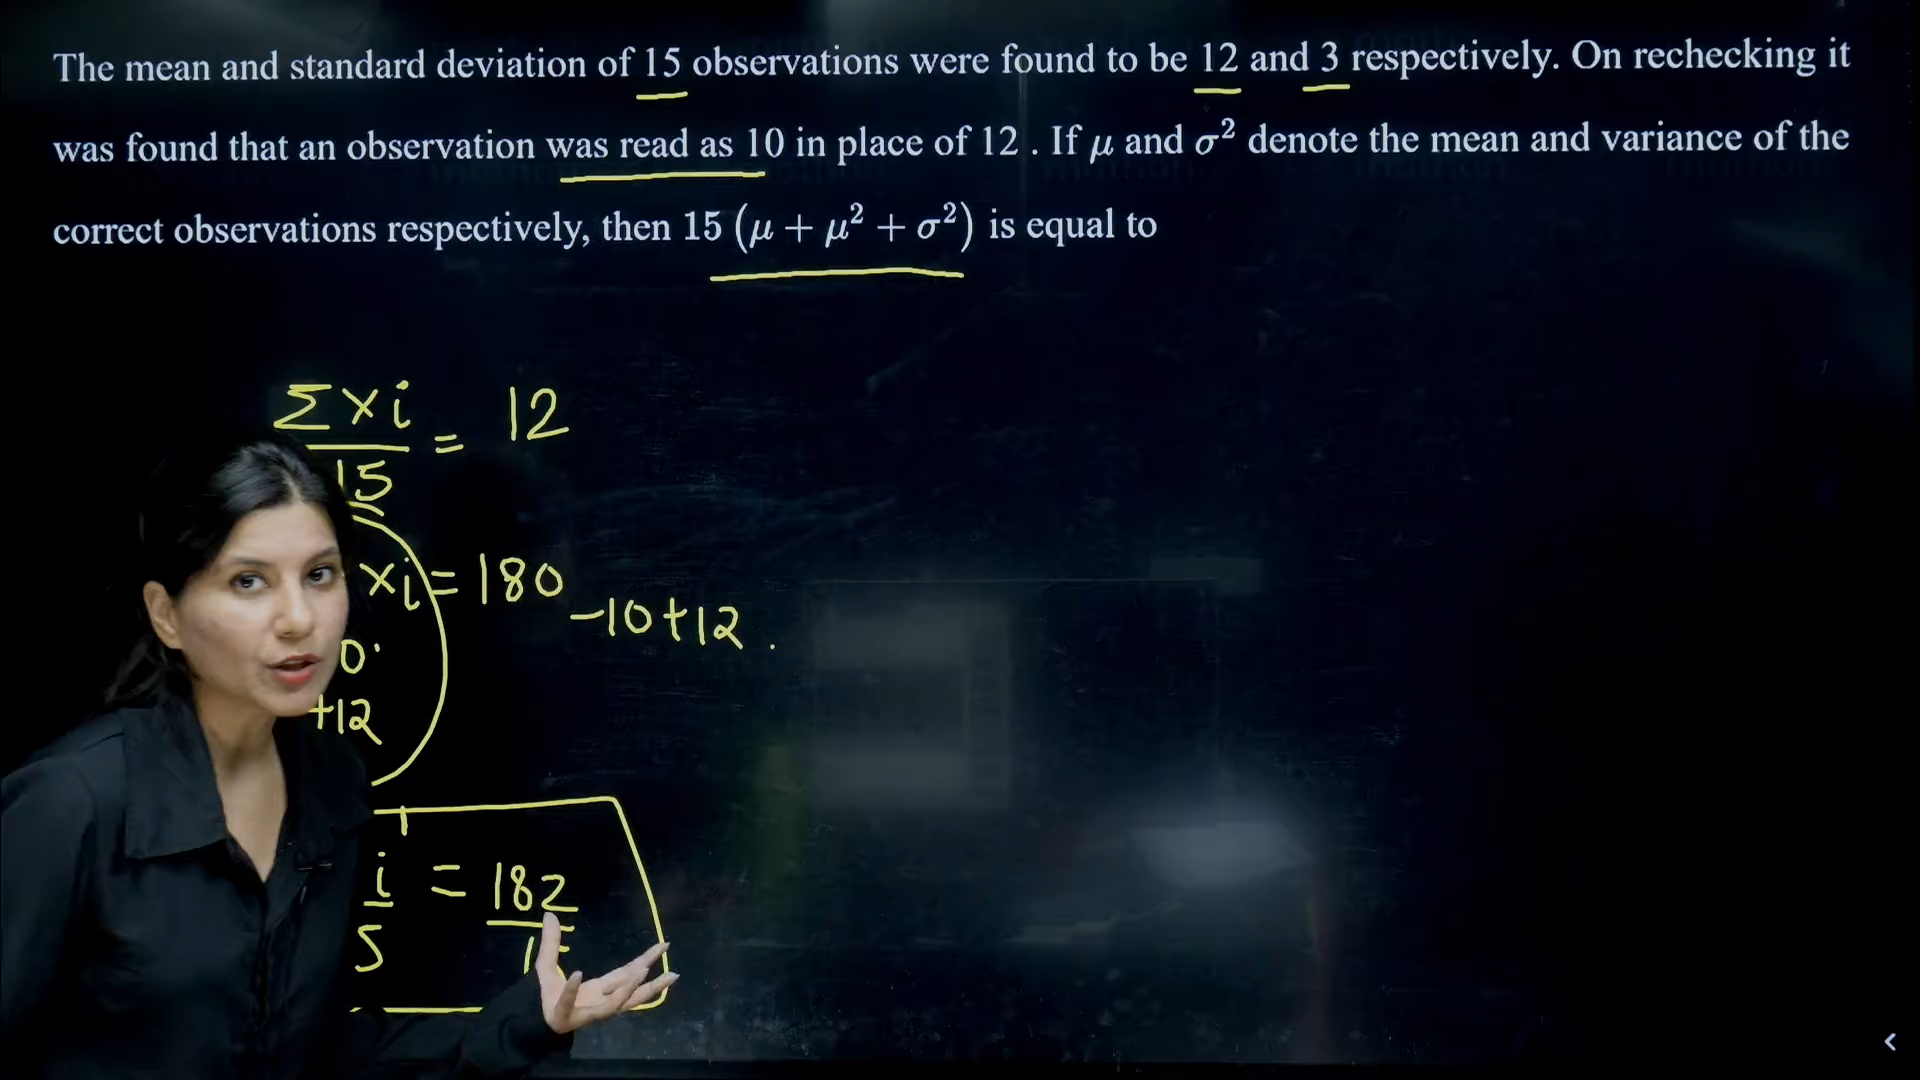 The mean and standard deviation of 15 observations were found to be 12 and 3 respectively. On rechecking it
was found that an observation was read as 10 in place of 12 . If μ and σ² denote the mean and variance of the
correct observations respectively, then 15 (μ + μ² + σ²) is equal to
Σxi
= 12
15
xi = 180
-10+12 .
0
+12
i = 182
5